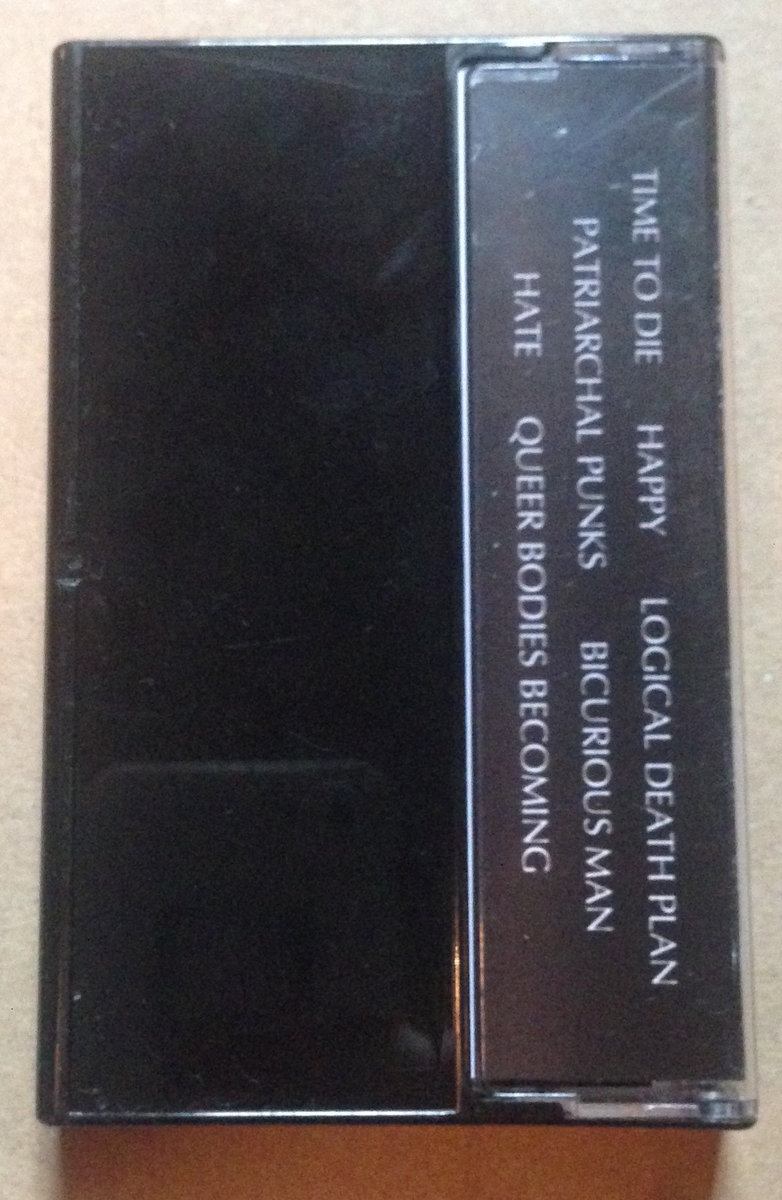 TIME TO DIE HAPPY LOGICAL DEATH PLAN
PATRIARCHAL PUNKS BICURIOUS MAN
HATE QUEER BODIES BECOMING